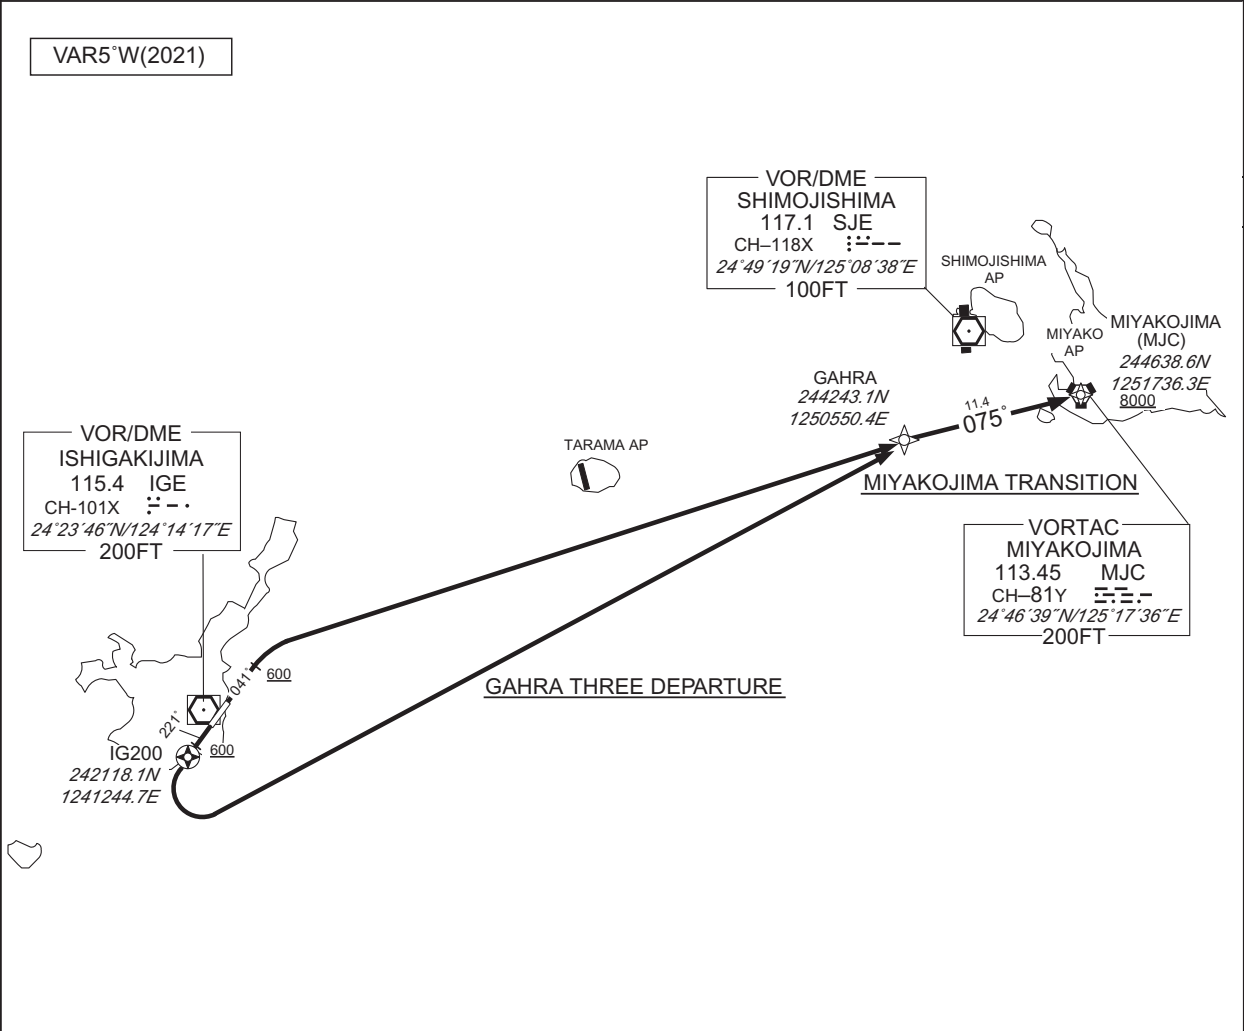 VAR5°W(2021)
VOR/DME
SHIMOJISHIMA
117.1 SJE
CH–118X
24°49´19˝N/125°08´38˝E
100FT
SHIMOJISHIMA
AP
MIYAKO
AP
MIYAKOJIMA
(MJC)
244638.6N
1251736.3E
8000
GAHRA
244243.1N
1250550.4E
11.4
075°
TARAMA AP
MIYAKOJIMA TRANSITION
VOR/DME
ISHIGAKIJIMA
115.4 IGE
CH-101X
24°23´46˝N/124°14´17˝E
200FT
VORTAC
MIYAKOJIMA
113.45 MJC
CH–81Y
24°46´39˝N/125°17´36˝E
200FT
041°
600
GAHRA THREE DEPARTURE
221°
600
IG200
242118.1N
1241244.7E